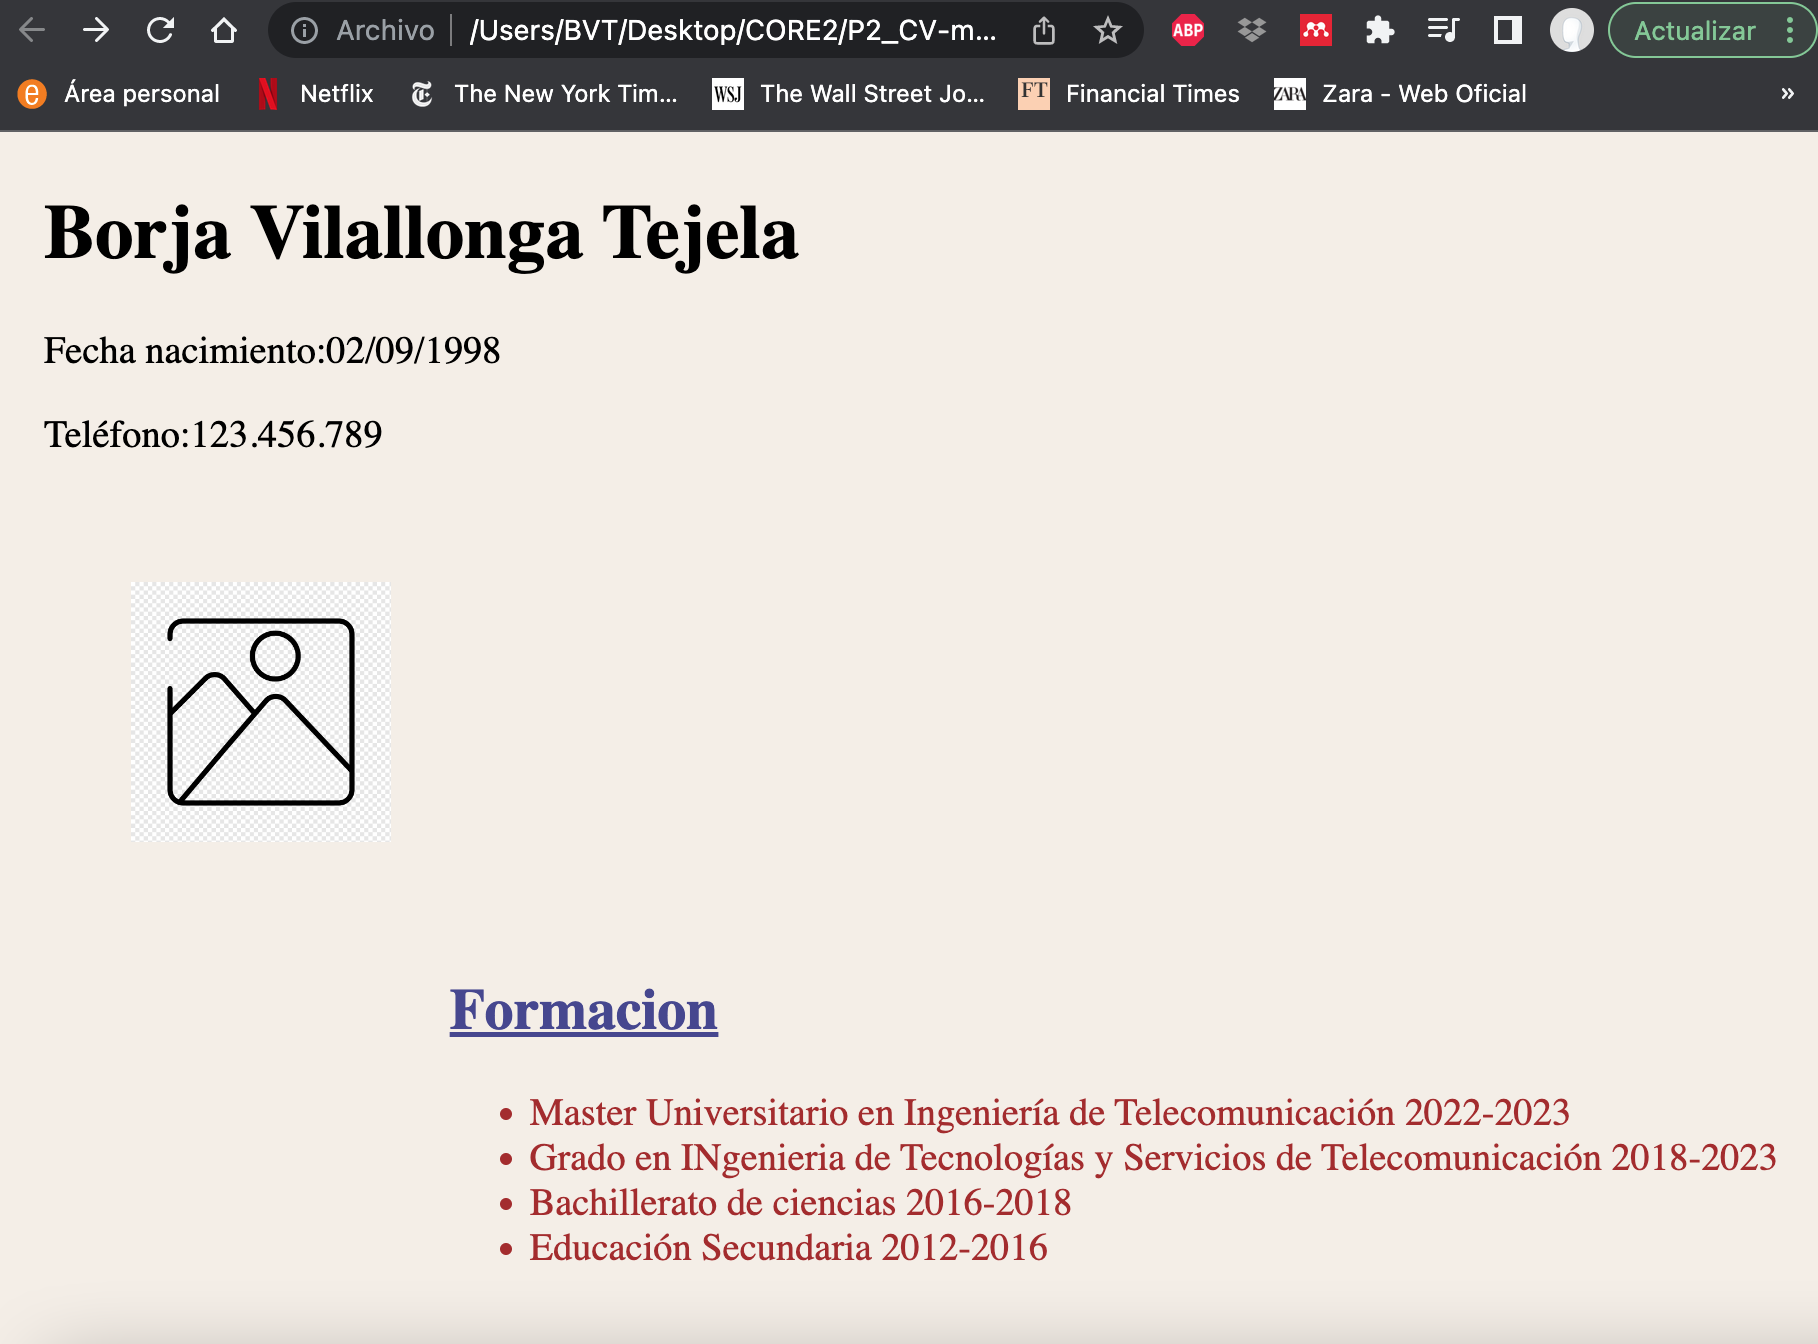 Archivo /Users/BVT/Desktop/CORE2/P2_CV-m... ABP Actualizar
e Área personal N Netflix The New York Tim... WSJ The Wall Street Jo... FT Financial Times ZARA Zara - Web Oficial »
Borja Vilallonga Tejela
Fecha nacimiento:02/09/1998
Teléfono:123.456.789
Formacion
• Master Universitario en Ingeniería de Telecomunicación 2022-2023
• Grado en INgenieria de Tecnologías y Servicios de Telecomunicación 2018-2023
• Bachillerato de ciencias 2016-2018
• Educación Secundaria 2012-2016